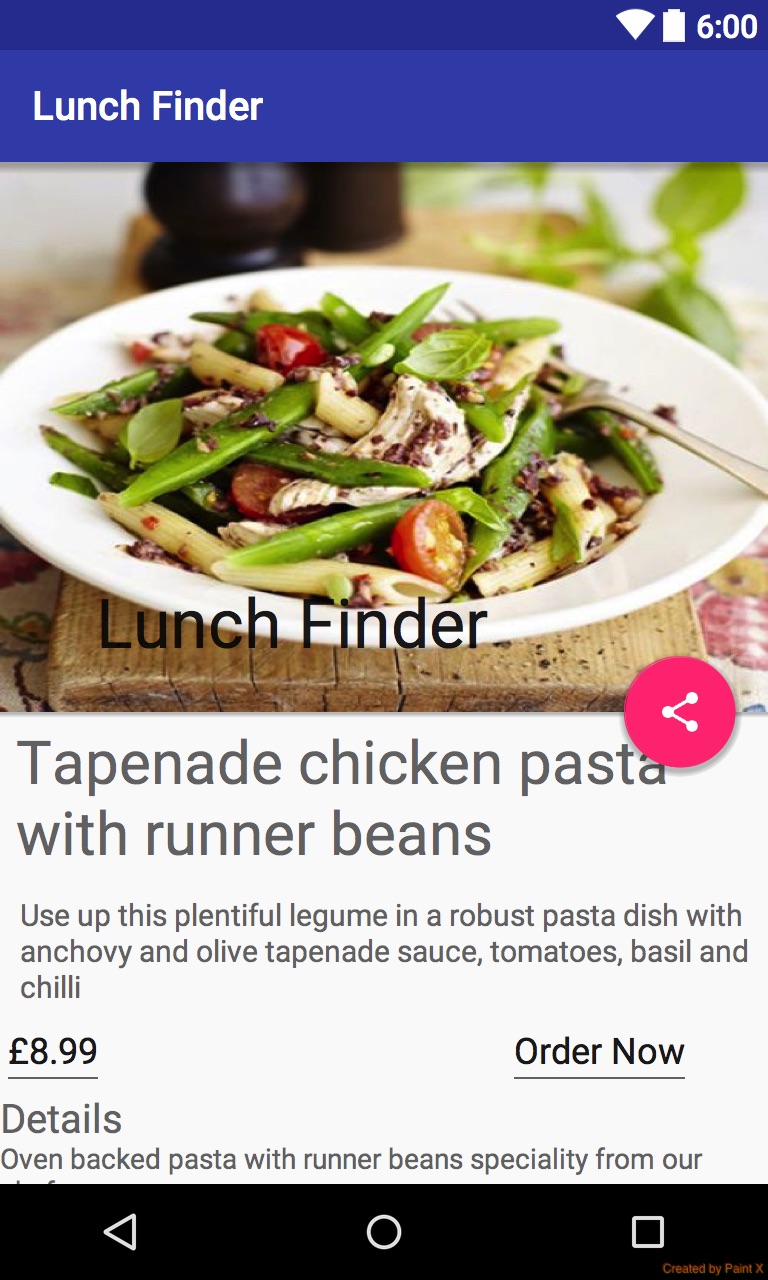 6:00
Lunch Finder
Lunch Finder
Tapenade chicken pasta
with runner beans
Use up this plentiful legume in a robust pasta dish with
anchovy and olive tapenade sauce, tomatoes, basil and
chilli
£8.99
Order Now
Details
Oven backed pasta with runner beans speciality from our
Created by Paint X